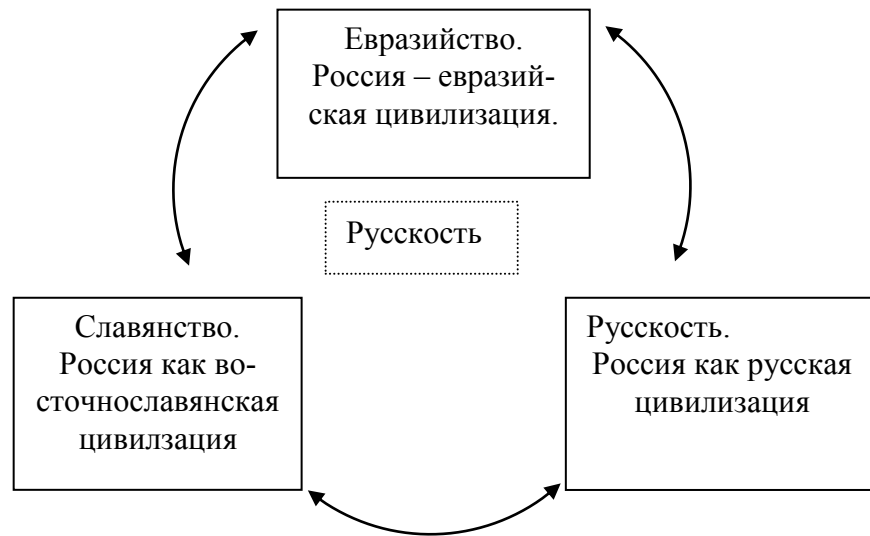 Евразийство.
Россия – евразий-
ская цивилизация.
Русскость
Славянство.
Россия как во-
сточнославянская
цивилзация
Русскость.
Россия как русская
цивилизация